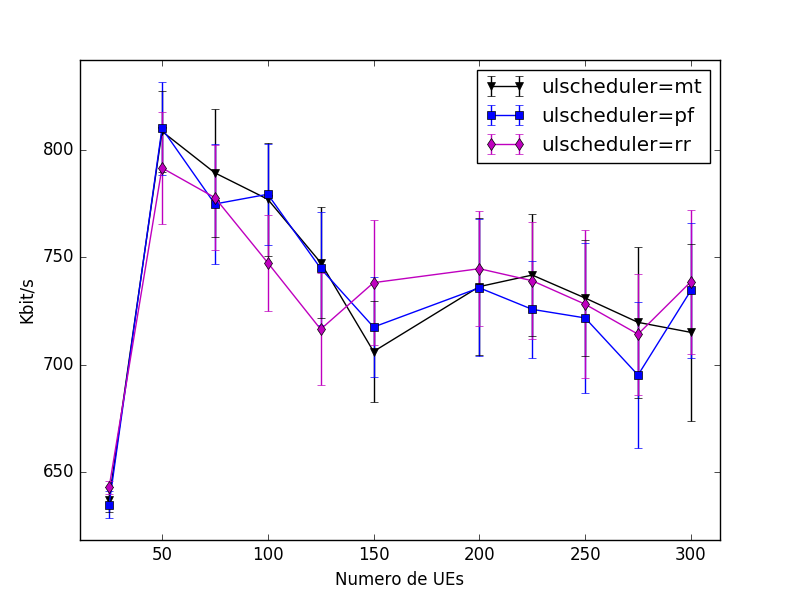 ulscheduler=mt
ulscheduler=pf
ulscheduler=rr
800
750
700
650
Kbit/s
50 100 150 200 250 300
Numero de UEs